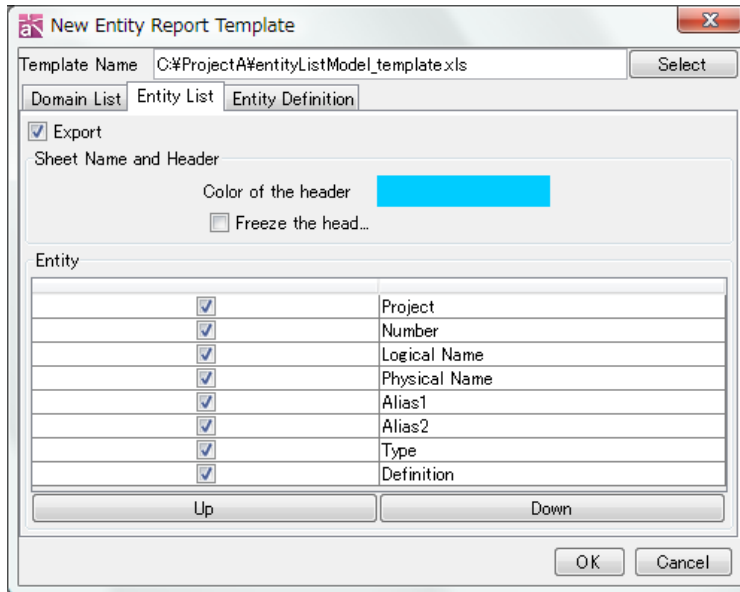 New Entity Report Template
Template Name C:¥ProjectA¥entityListModel_template.xls Select
Domain List Entity List Entity Definition
Export
Sheet Name and Header
Color of the header
Freeze the head...
Entity
Project
Number
Logical Name
Physical Name
Alias1
Alias2
Type
Definition
Up Down
OK Cancel